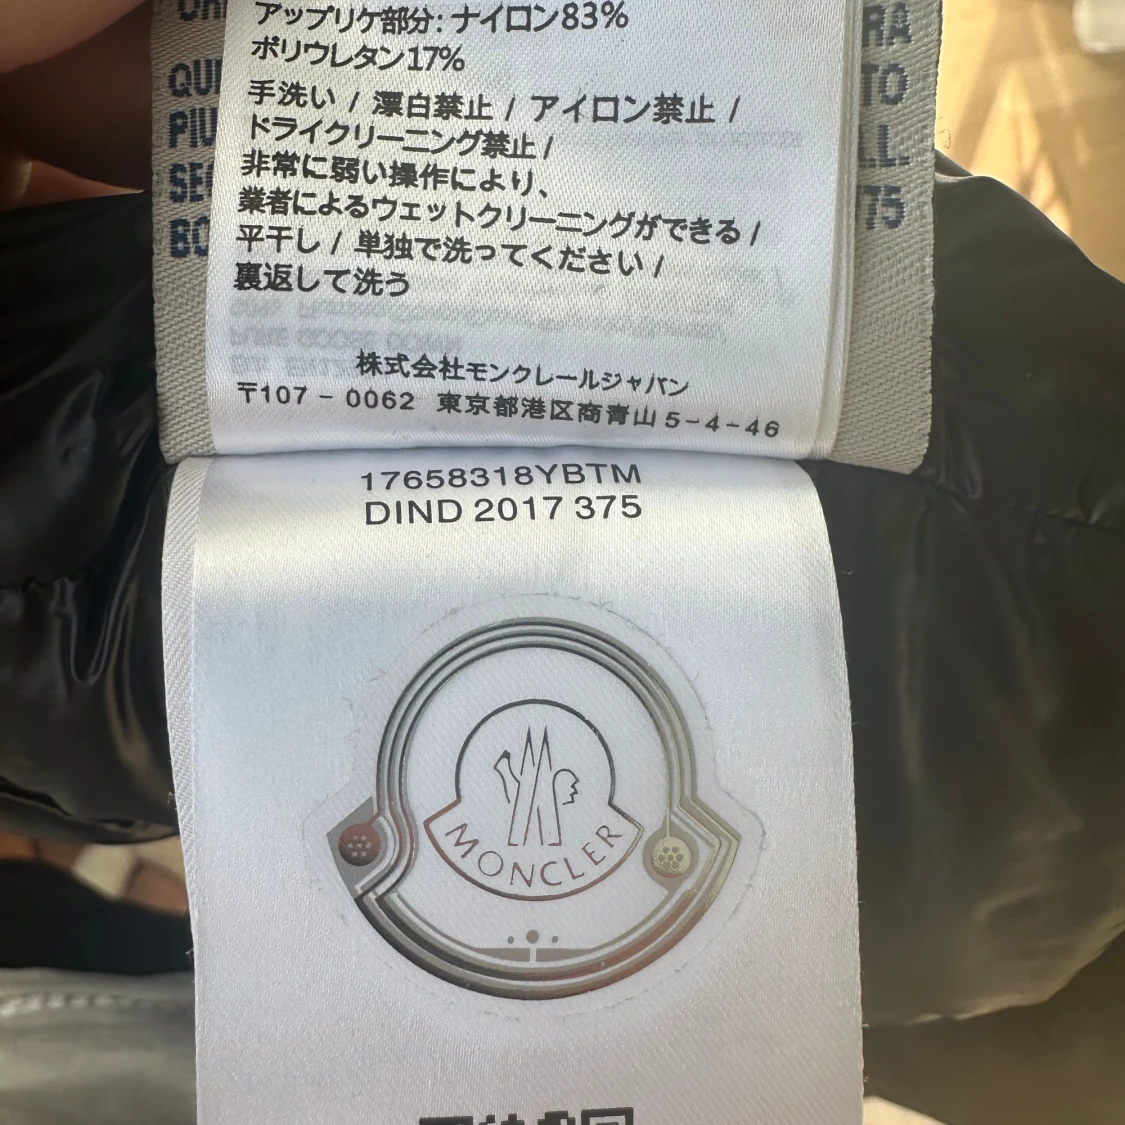 アップリケ部分: ナイロン83%
ポリウレタン17%
手洗い / 漂白禁止 / アイロン禁止 /
ドライクリーニング禁止 /
非常に弱い操作により、
業者によるウェットクリーニングができる /
平干し / 単独で洗ってください /
裏返して洗う
株式会社モンクレールジャパン
〒107 - 0062 東京都港区南青山 5-4-46
RA
TO
75
17658318YBTM
DIND 2017 375
MONCLER